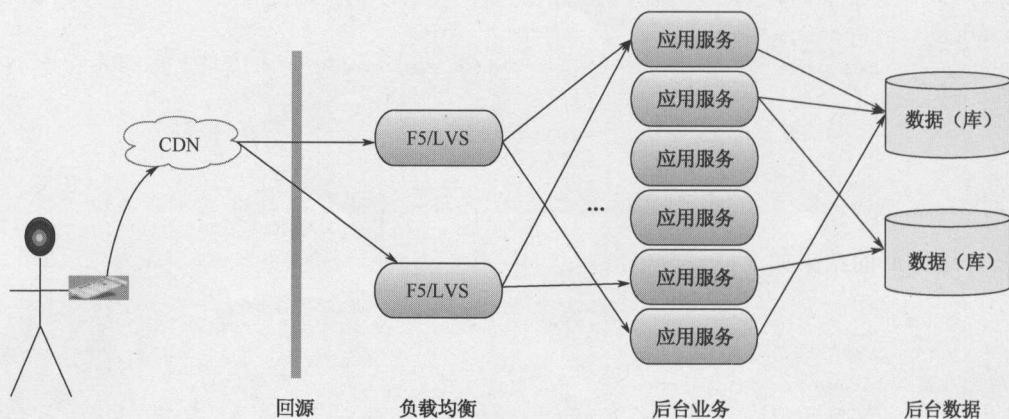 CDN
F5/LVS
F5/LVS
...
应用服务
应用服务
应用服务
应用服务
应用服务
应用服务
数据（库）
数据（库）
回源
负载均衡
后台业务
后台数据